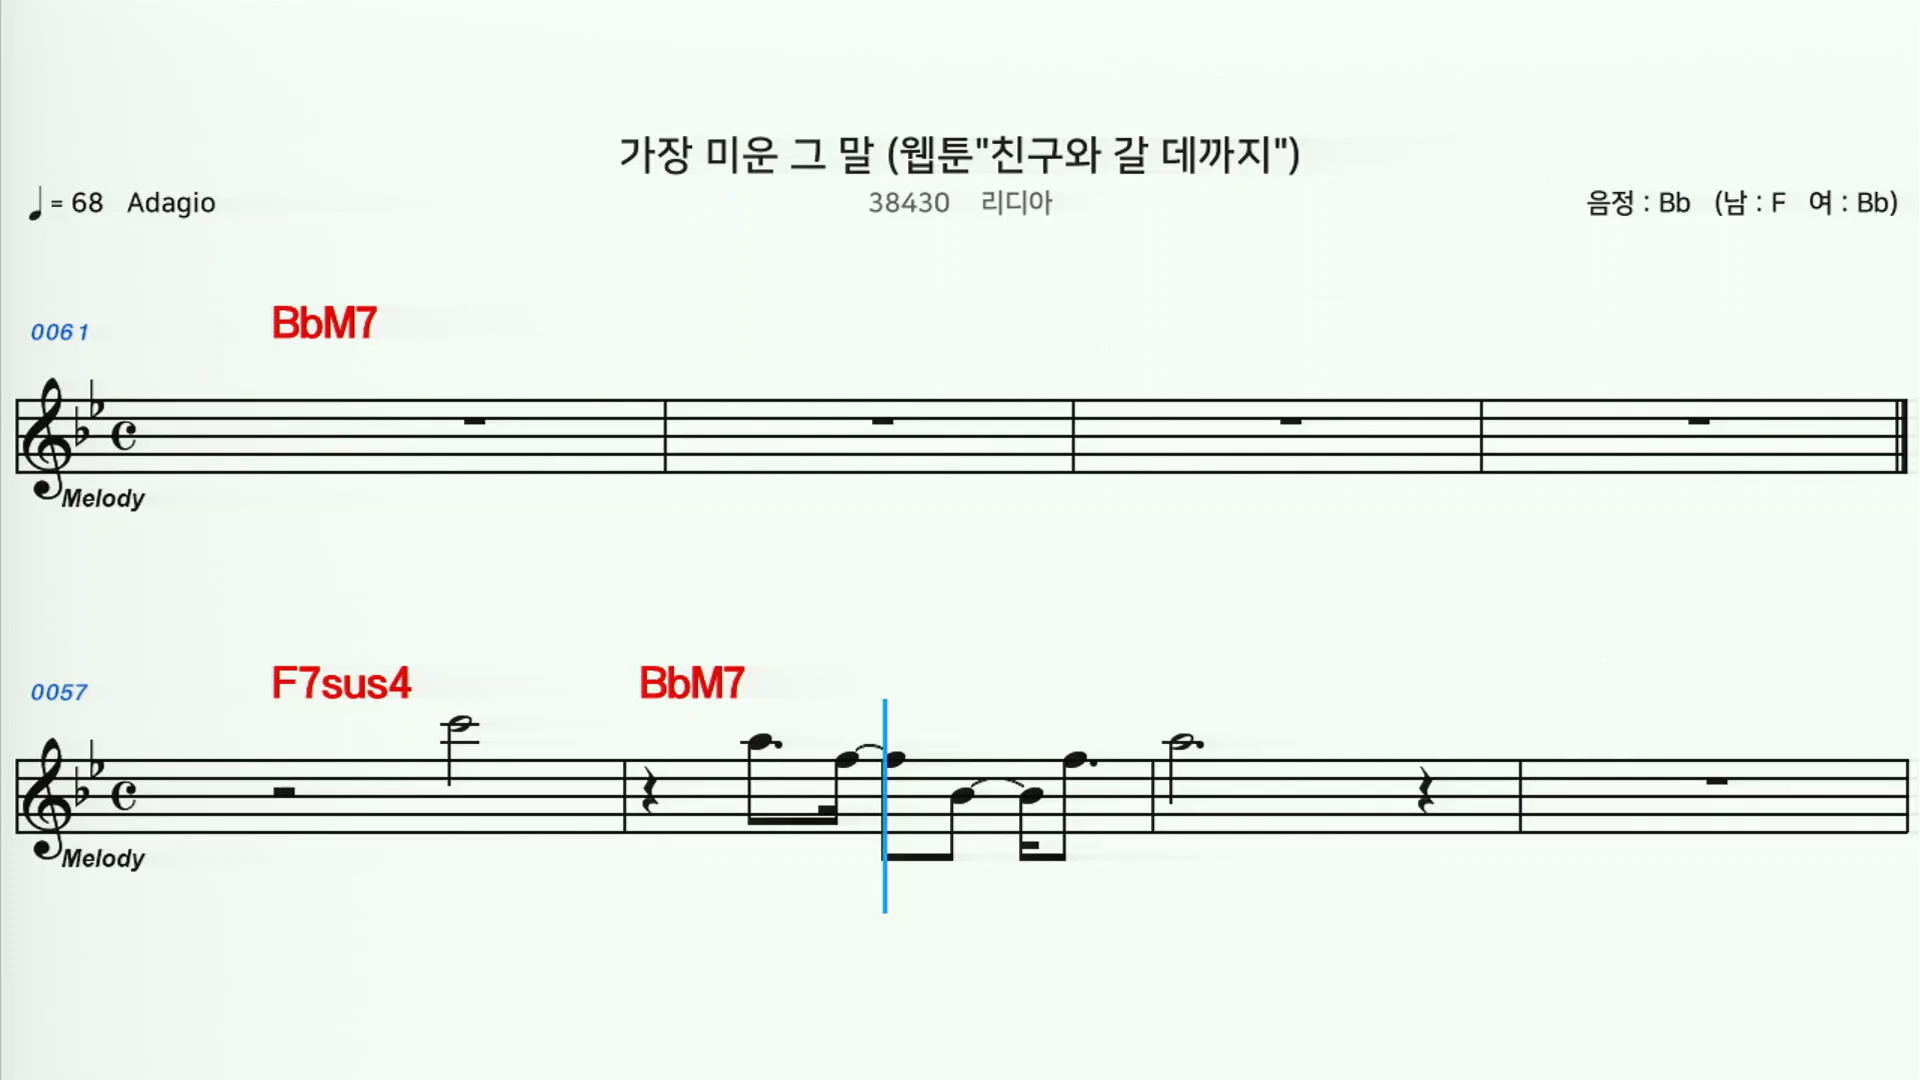 가장 미운 그 말 (웹툰"친구와 갈 데까지")
♩ = 68 Adagio
38430 리디아
음정 : Bb (남 : F 여 : Bb)
0061 BbM7
Melody
0057 F7sus4 BbM7
Melody